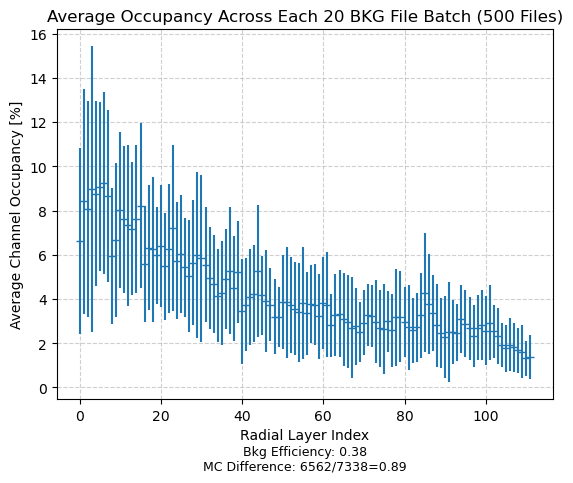 Average Occupancy Across Each 20 BKG File Batch (500 Files)
16
14
12
10
8
6
4
2
0
Average Channel Occupancy [%]
0 20 40 60 80 100
Radial Layer Index
Bkg Efficiency: 0.38
MC Difference: 6562/7338=0.89